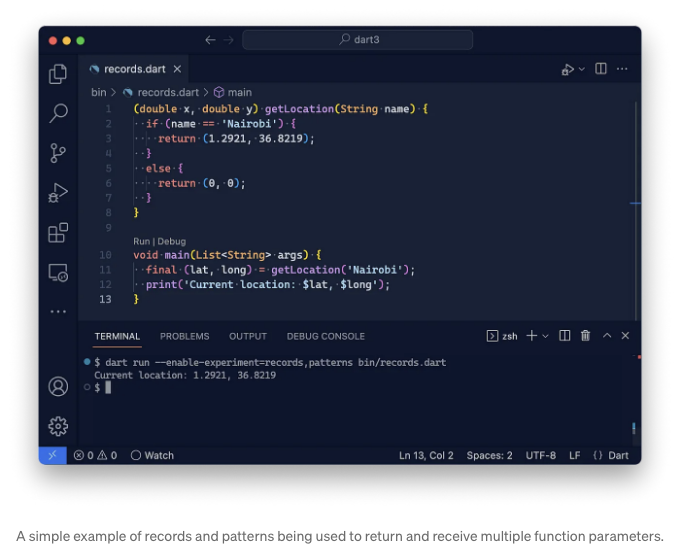 dart3
records.dart
bin > records.dart > main
1 (double x, double y) getLocation(String name) {
2 if (name == 'Nairobi') {
3 return (1.2921, 36.8219);
4 }
5 else {
6 return (0, 0);
7 }
8 }
9
Run | Debug
10 void main(List<String> args) {
11 final (lat, long) = getLocation('Nairobi');
12 print('Current location: $lat, $long');
13 }
TERMINAL PROBLEMS OUTPUT DEBUG CONSOLE zsh
$ dart run --enable-experiment=records,patterns bin/records.dart
Current location: 1.2921, 36.8219
$
0 0 Watch Ln 13, Col 2 Spaces: 2 UTF-8 LF {} Dart
A simple example of records and patterns being used to return and receive multiple function parameters.